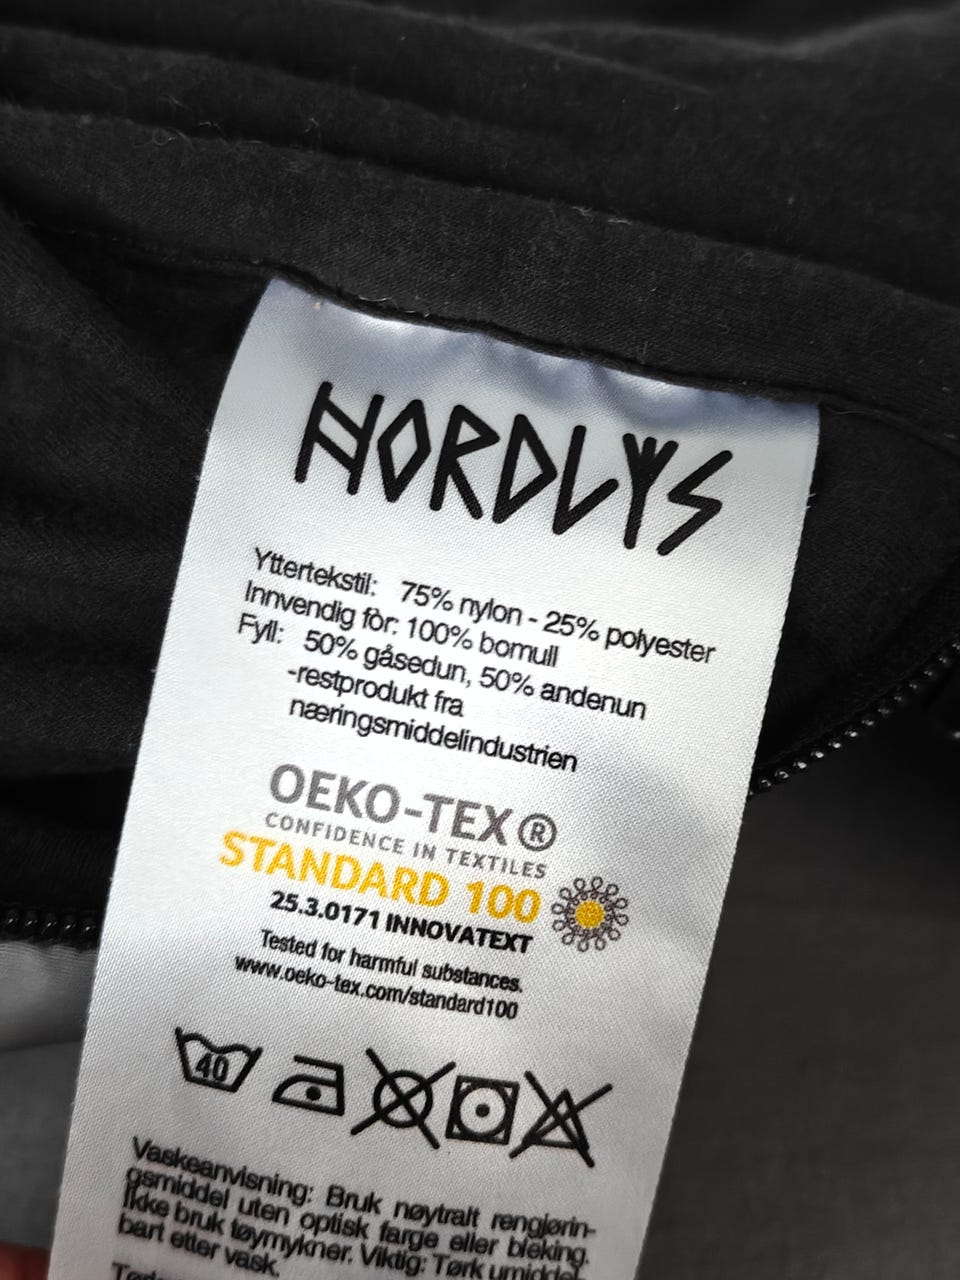 NORDLYS
Yttertekstil: 75% nylon - 25% polyester
Innvendig fòr: 100% bomull
Fyll: 50% gåsedun, 50% andenun
-restprodukt fra
næringsmiddelindustrien
OEKO-TEX®
CONFIDENCE IN TEXTILES
STANDARD 100
25.3.0171 INNOVATEXT
Tested for harmful substances.
www.oeko-tex.com/standard100
40
Vaskeanvisning: Bruk nøytralt rengjørin-
gsmiddel uten optisk farge eller bleking.
Ikke bruk tøymykner. Viktig: Tørk umiddel-
bart etter vask.